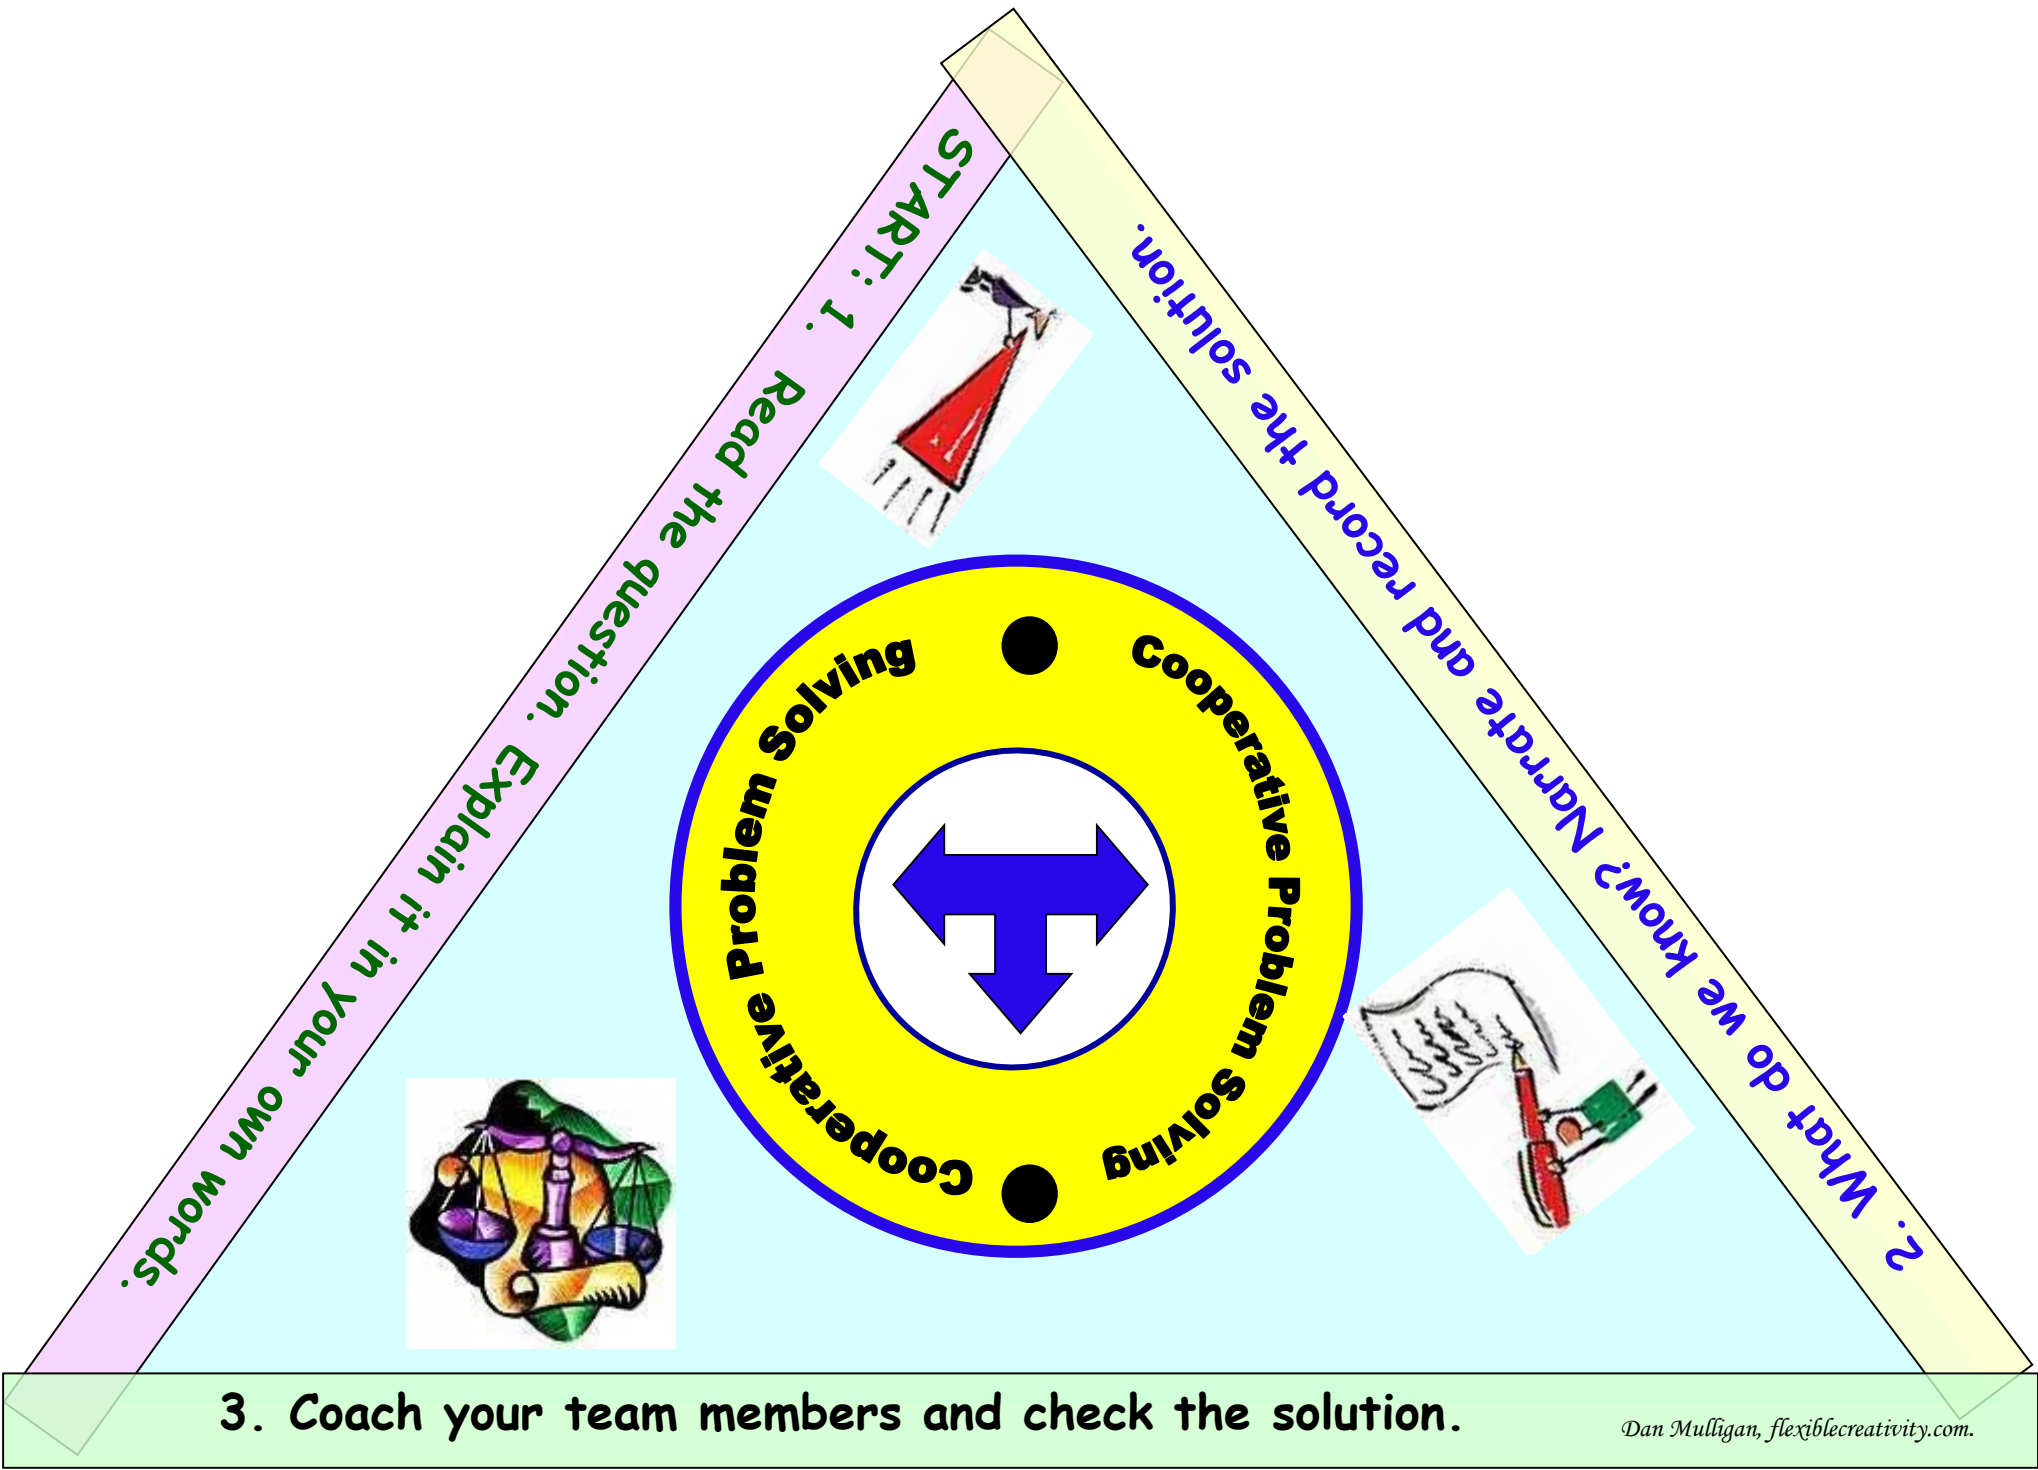 START: 1. Read the question. Explain it in your own words.
2. What do we know? Narrate and record the solution.
3. Coach your team members and check the solution.
Cooperative Problem Solving
Cooperative Problem Solving
Dan Mulligan, flexiblecreativity.com.